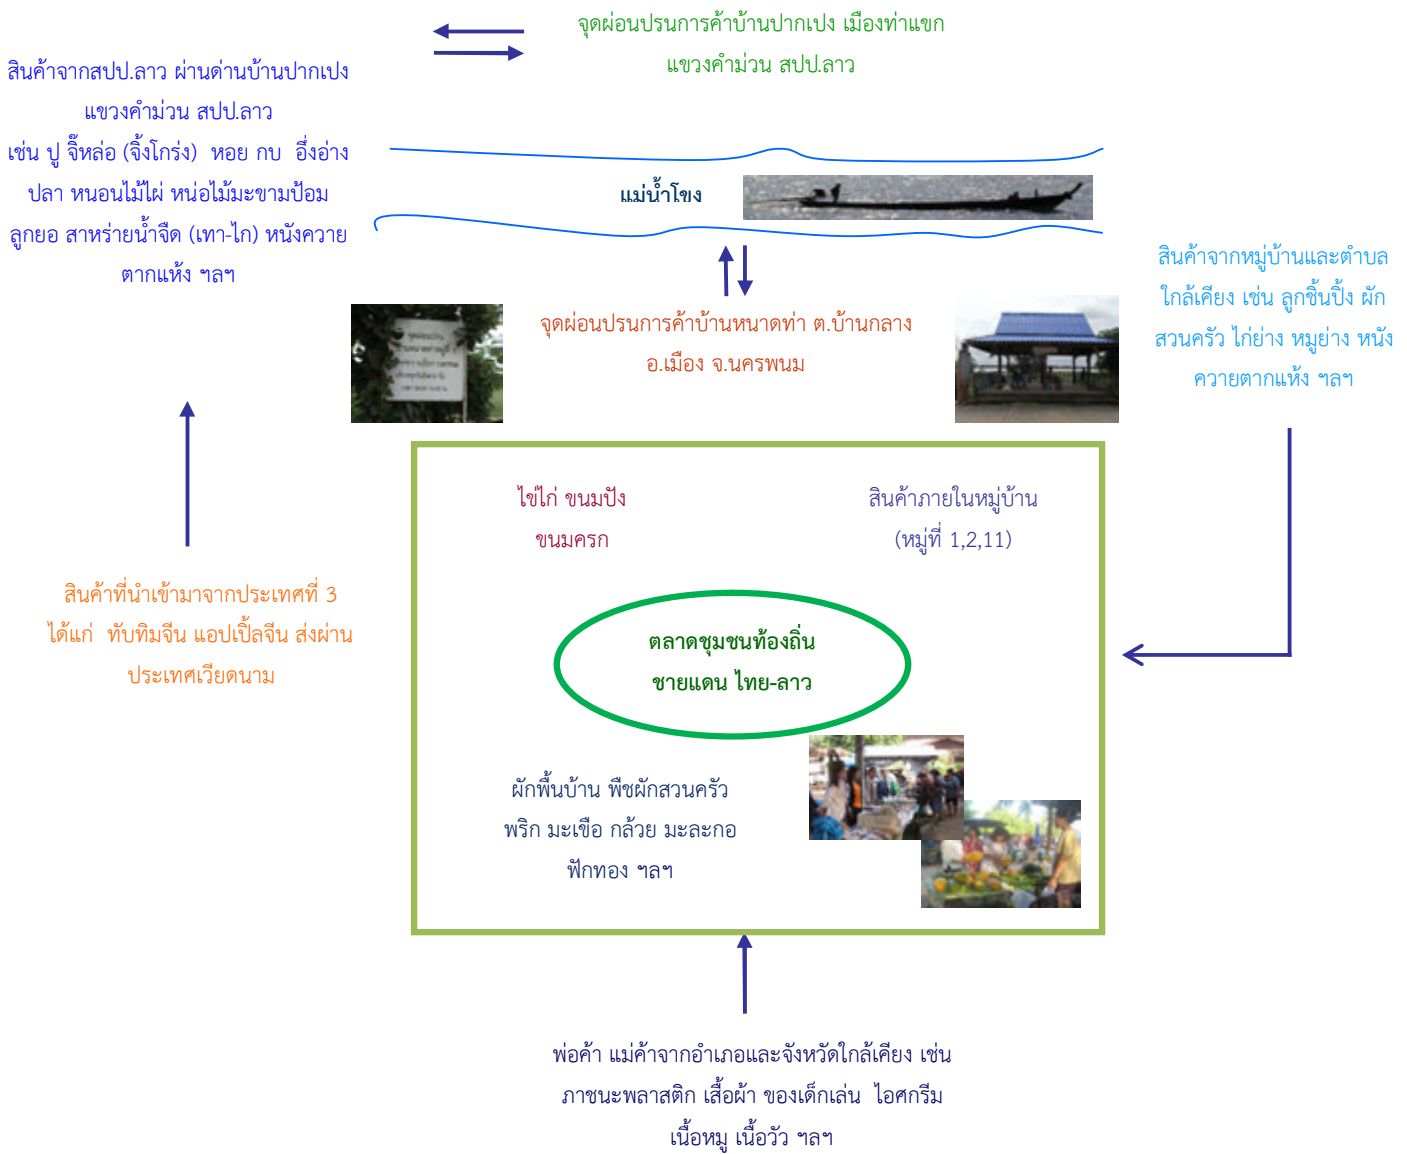 จุดผ่อนปรนการค้าบ้านปากเปง เมืองท่าแขก
แขวงคำม่วน สปป.ลาว
สินค้าจากสปป.ลาว ผ่านด่านบ้านปากเปง
แขวงคำม่วน สปป.ลาว
เช่น ปู จิ๊หล่อ (จิ้งโกร่ง) หอย กบ อึ่งอ่าง
ปลา หนอนไม้ไผ่ หน่อไม้มะขามป้อม
ลูกยอ สาหร่ายน้ำจืด (เทา-ไก) หนังควาย
ตากแห้ง ฯลฯ
แม่น้ำโขง
จุดผ่อนปรนการค้าบ้านหนาดท่า ต.บ้านกลาง
อ.เมือง จ.นครพนม
สินค้าจากหมู่บ้านและตำบล
ใกล้เคียง เช่น ลูกชิ้นปิ้ง ผัก
สวนครัว ไก่ย่าง หมูย่าง หนัง
ควายตากแห้ง ฯลฯ
ไข่ไก่ ขนมปัง
ขนมครก
สินค้าภายในหมู่บ้าน
(หมู่ที่ 1,2,11)
สินค้าที่นำเข้ามาจากประเทศที่ 3
ได้แก่ ทับทิมจีน แอปเปิ้ลจีน ส่งผ่าน
ประเทศเวียดนาม
ตลาดชุมชนท้องถิ่น
ชายแดน ไทย-ลาว
ผักพื้นบ้าน พืชผักสวนครัว
พริก มะเขือ กล้วย มะละกอ
ฟักทอง ฯลฯ
พ่อค้า แม่ค้าจากอำเภอและจังหวัดใกล้เคียง เช่น
ภาชนะพลาสติก เสื้อผ้า ของเด็กเล่น ไอศกรีม
เนื้อหมู เนื้อวัว ฯลฯ